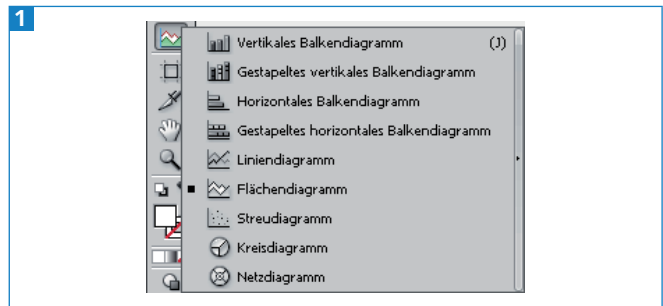 1
Vertikales Balkendiagramm (J)
Gestapeltes vertikales Balkendiagramm
Horizontales Balkendiagramm
Gestapeltes horizontales Balkendiagramm
Liniendiagramm
Flächendiagramm
Streudiagramm
Kreisdiagramm
Netzdiagramm